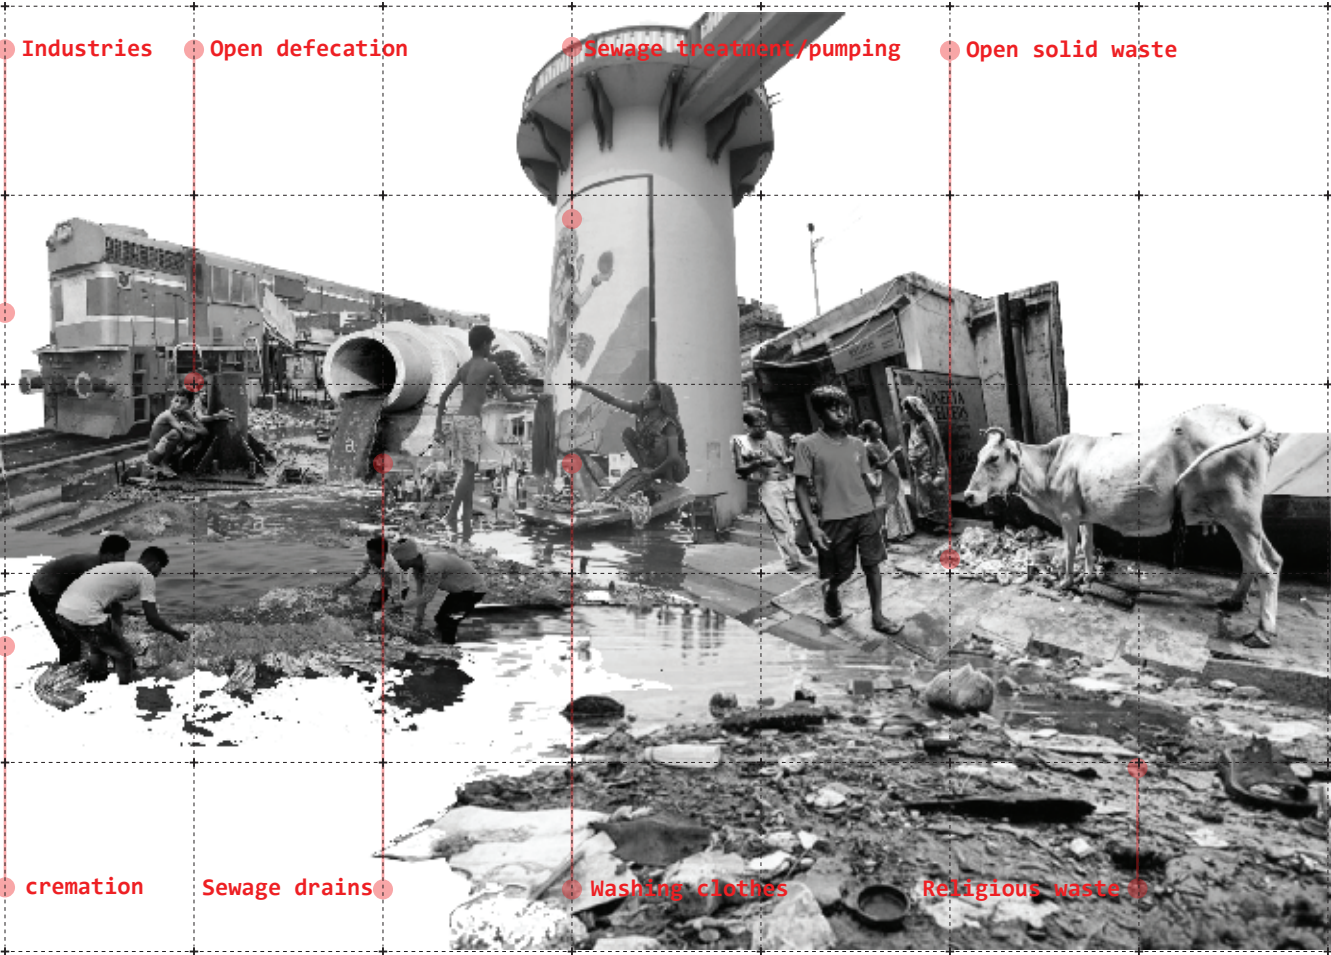 Industries
Open defecation
Sewage treatment/pumping
Open solid waste
cremation
Sewage drains
Washing clothes
Religious waste